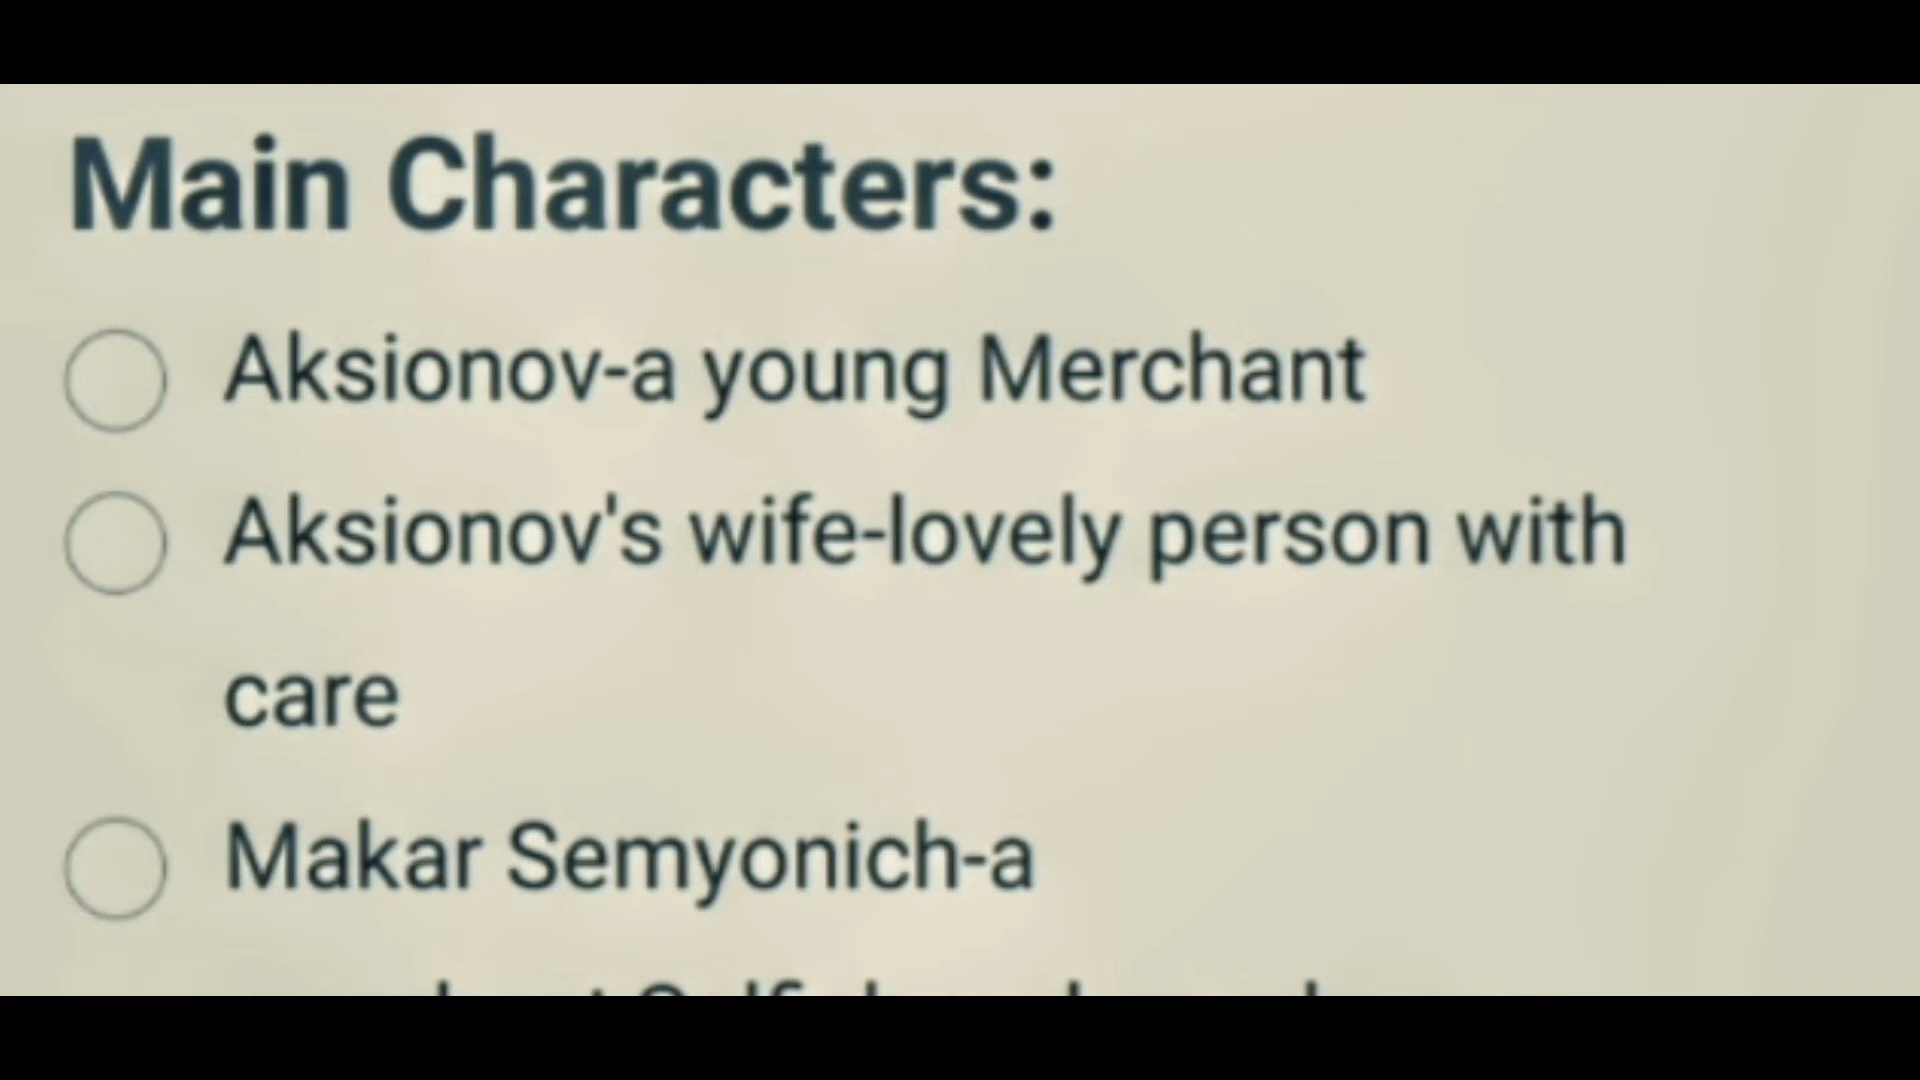 Main Characters:
Aksionov-a young Merchant
Aksionov's wife-lovely person with
care
Makar Semyonich-a